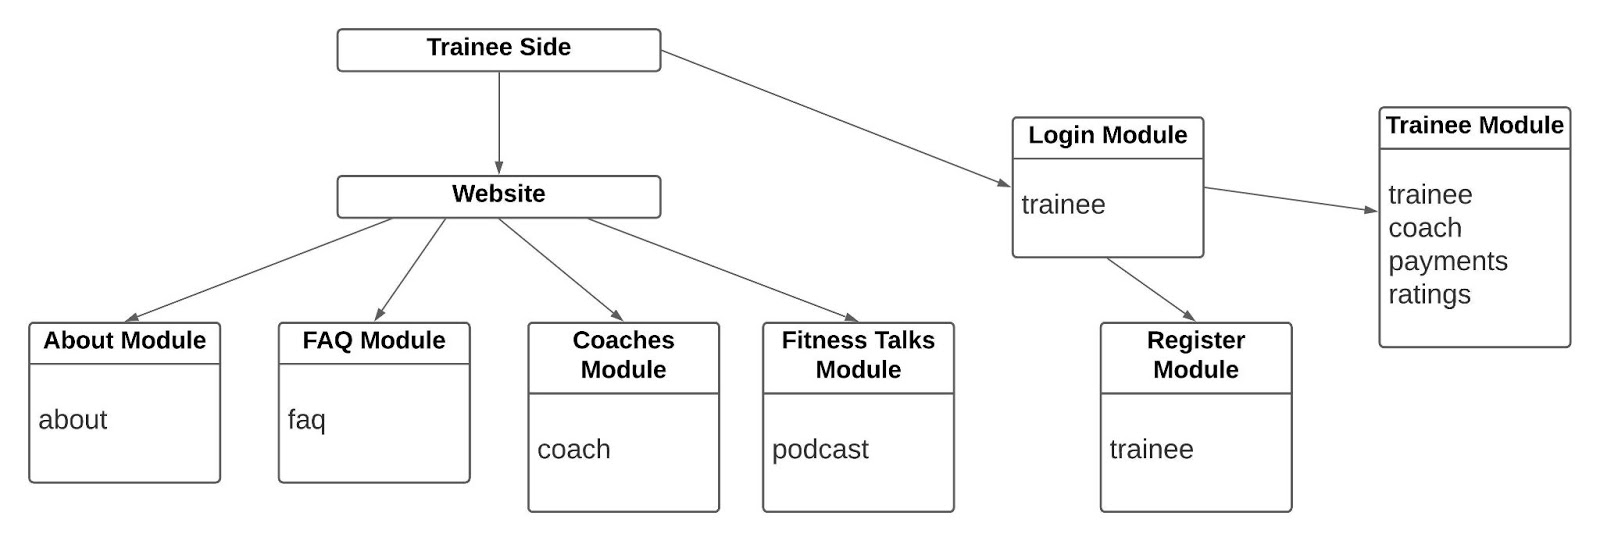 Trainee Side
Website
Login Module
trainee
Trainee Module
trainee
coach
payments
ratings
About Module
about
FAQ Module
faq
Coaches
Module
coach
Fitness Talks
Module
podcast
Register
Module
trainee